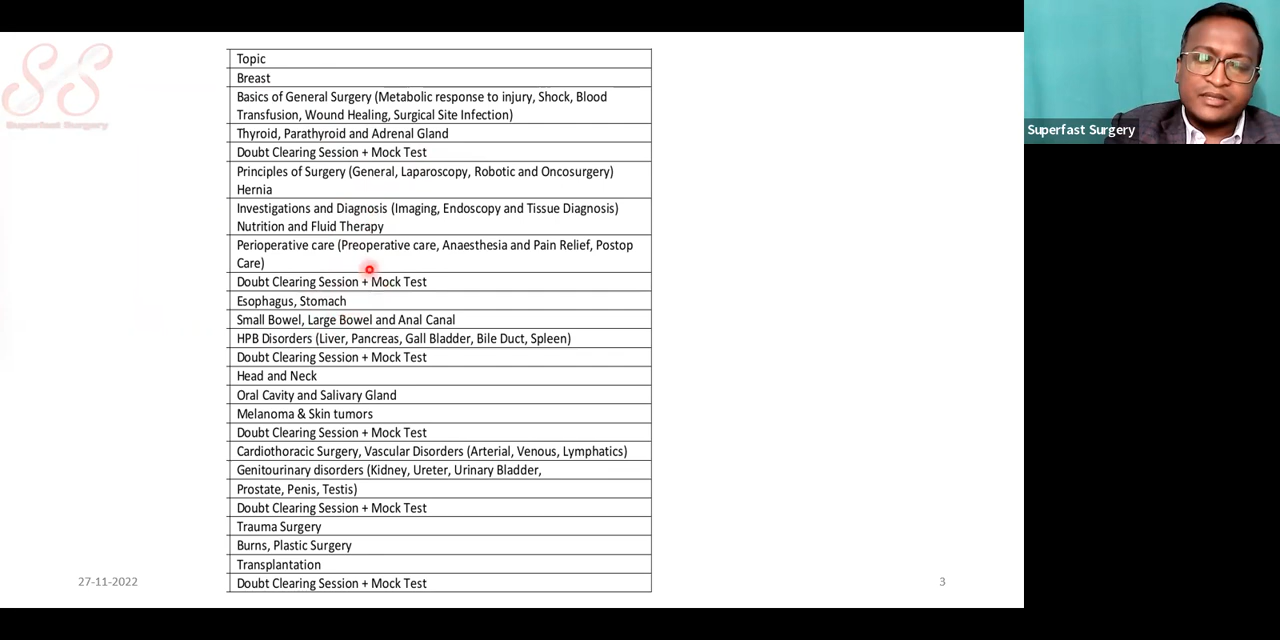 Superfast Surgery
Topic
Breast
Basics of General Surgery (Metabolic response to injury, Shock, Blood
Transfusion, Wound Healing, Surgical Site Infection)
Thyroid, Parathyroid and Adrenal Gland
Doubt Clearing Session + Mock Test
Principles of Surgery (General, Laparoscopy, Robotic and Oncosurgery)
Hernia
Investigations and Diagnosis (Imaging, Endoscopy and Tissue Diagnosis)
Nutrition and Fluid Therapy
Perioperative care (Preoperative care, Anaesthesia and Pain Relief, Postop
Care)
Doubt Clearing Session + Mock Test
Esophagus, Stomach
Small Bowel, Large Bowel and Anal Canal
HPB Disorders (Liver, Pancreas, Gall Bladder, Bile Duct, Spleen)
Doubt Clearing Session + Mock Test
Head and Neck
Oral Cavity and Salivary Gland
Melanoma & Skin tumors
Doubt Clearing Session + Mock Test
Cardiothoracic Surgery, Vascular Disorders (Arterial, Venous, Lymphatics)
Genitourinary disorders (Kidney, Ureter, Urinary Bladder,
Prostate, Penis, Testis)
Doubt Clearing Session + Mock Test
Trauma Surgery
Burns, Plastic Surgery
Transplantation
Doubt Clearing Session + Mock Test
27-11-2022
3
Superfast Surgery